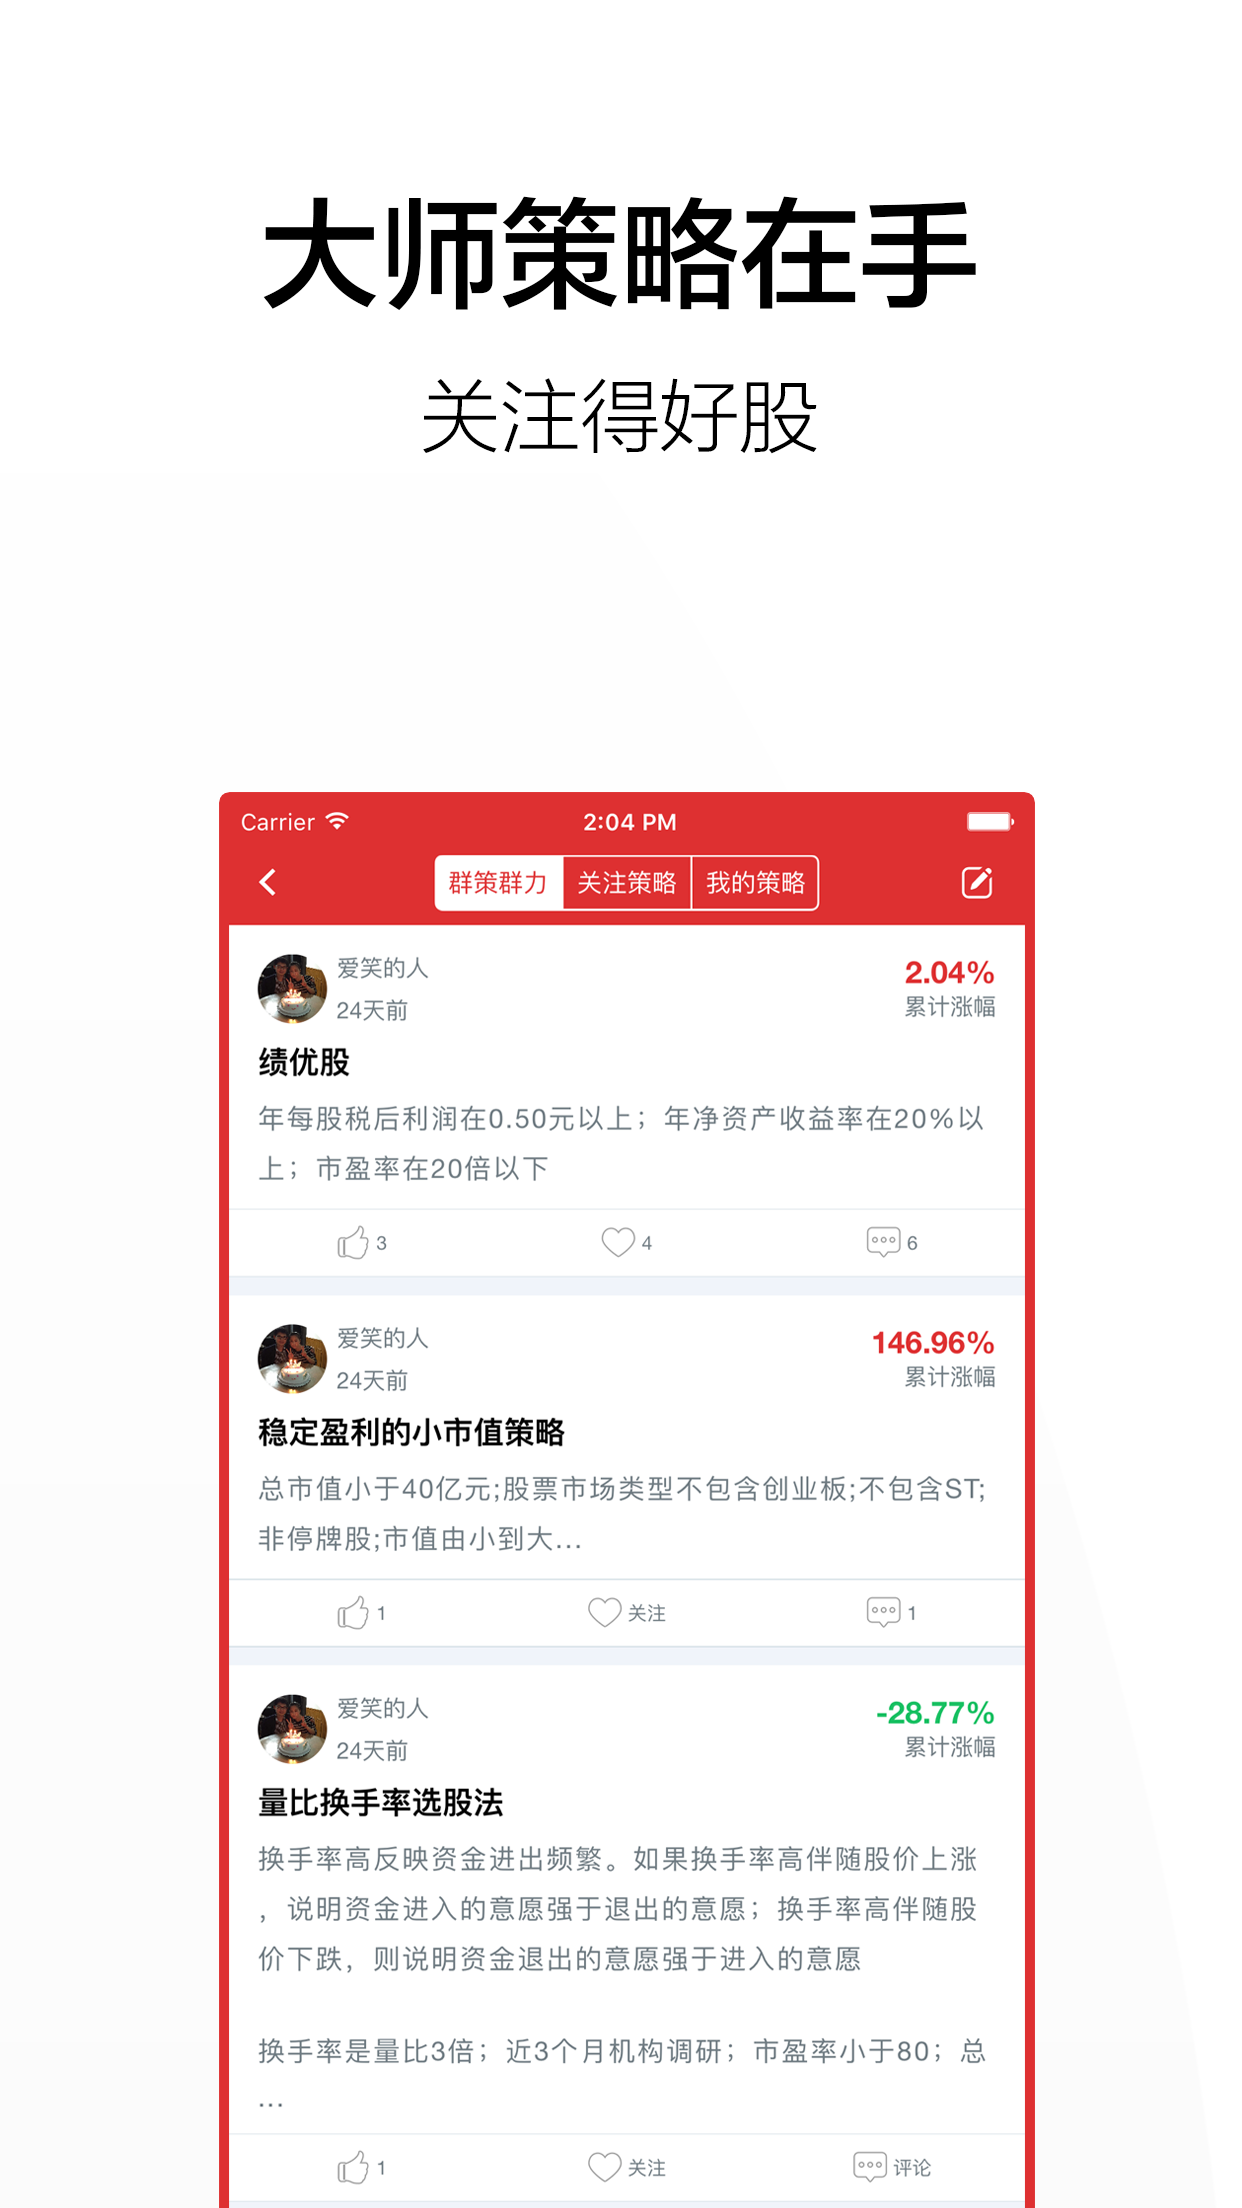 大师策略在手
关注得好股
Carrier 2:04 PM
群策群力 关注策略 我的策略
爱笑的人
24天前
2.04%
累计涨幅
绩优股
年每股税后利润在0.50元以上；年净资产收益率在20%以
上；市盈率在20倍以下
3 4 6
爱笑的人
24天前
146.96%
累计涨幅
稳定盈利的小市值策略
总市值小于40亿元;股票市场类型不包含创业板;不包含ST;
非停牌股;市值由小到大...
1 关注 1
爱笑的人
24天前
-28.77%
累计涨幅
量比换手率选股法
换手率高反映资金进出频繁。如果换手率高伴随股价上涨
，说明资金进入的意愿强于退出的意愿；换手率高伴随股
价下跌，则说明资金退出的意愿强于进入的意愿
换手率是量比3倍；近3个月机构调研；市盈率小于80；总
...
1 关注 评论